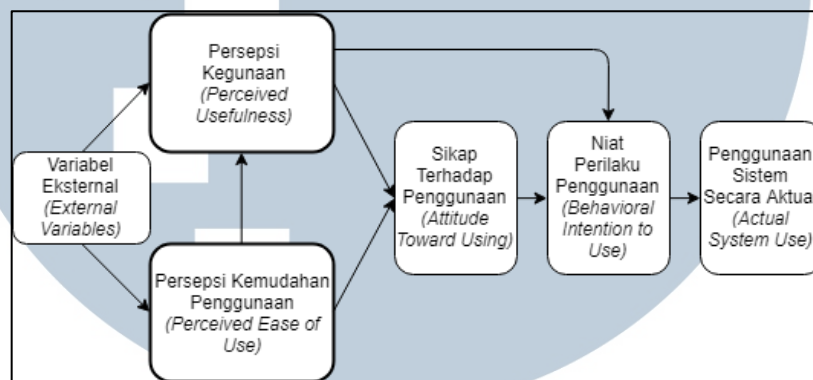 Persepsi
Kegunaan
(Perceived
Usefulness)
Variabel
Eksternal
(External
Variables)
Persepsi Kemudahan
Penggunaan
(Perceived Ease of
Use)
Sikap
Terhadap
Penggunaan
(Attitude
Toward Using)
Niat
Perilaku
Penggunaan
(Behavioral
Intention to
Use)
Penggunaan
Sistem
Secara Aktual
(Actual
System Use)